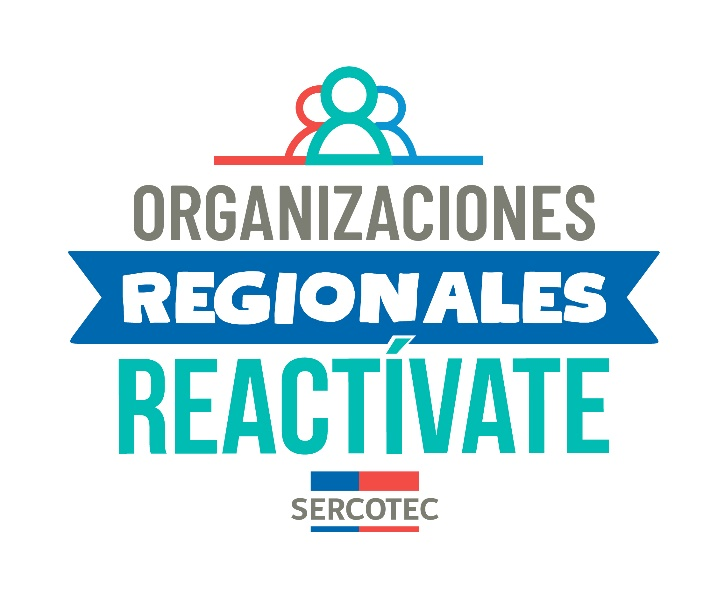 ORGANIZACIONES
REGIONALES
REACTÍVATE
SERCOTEC